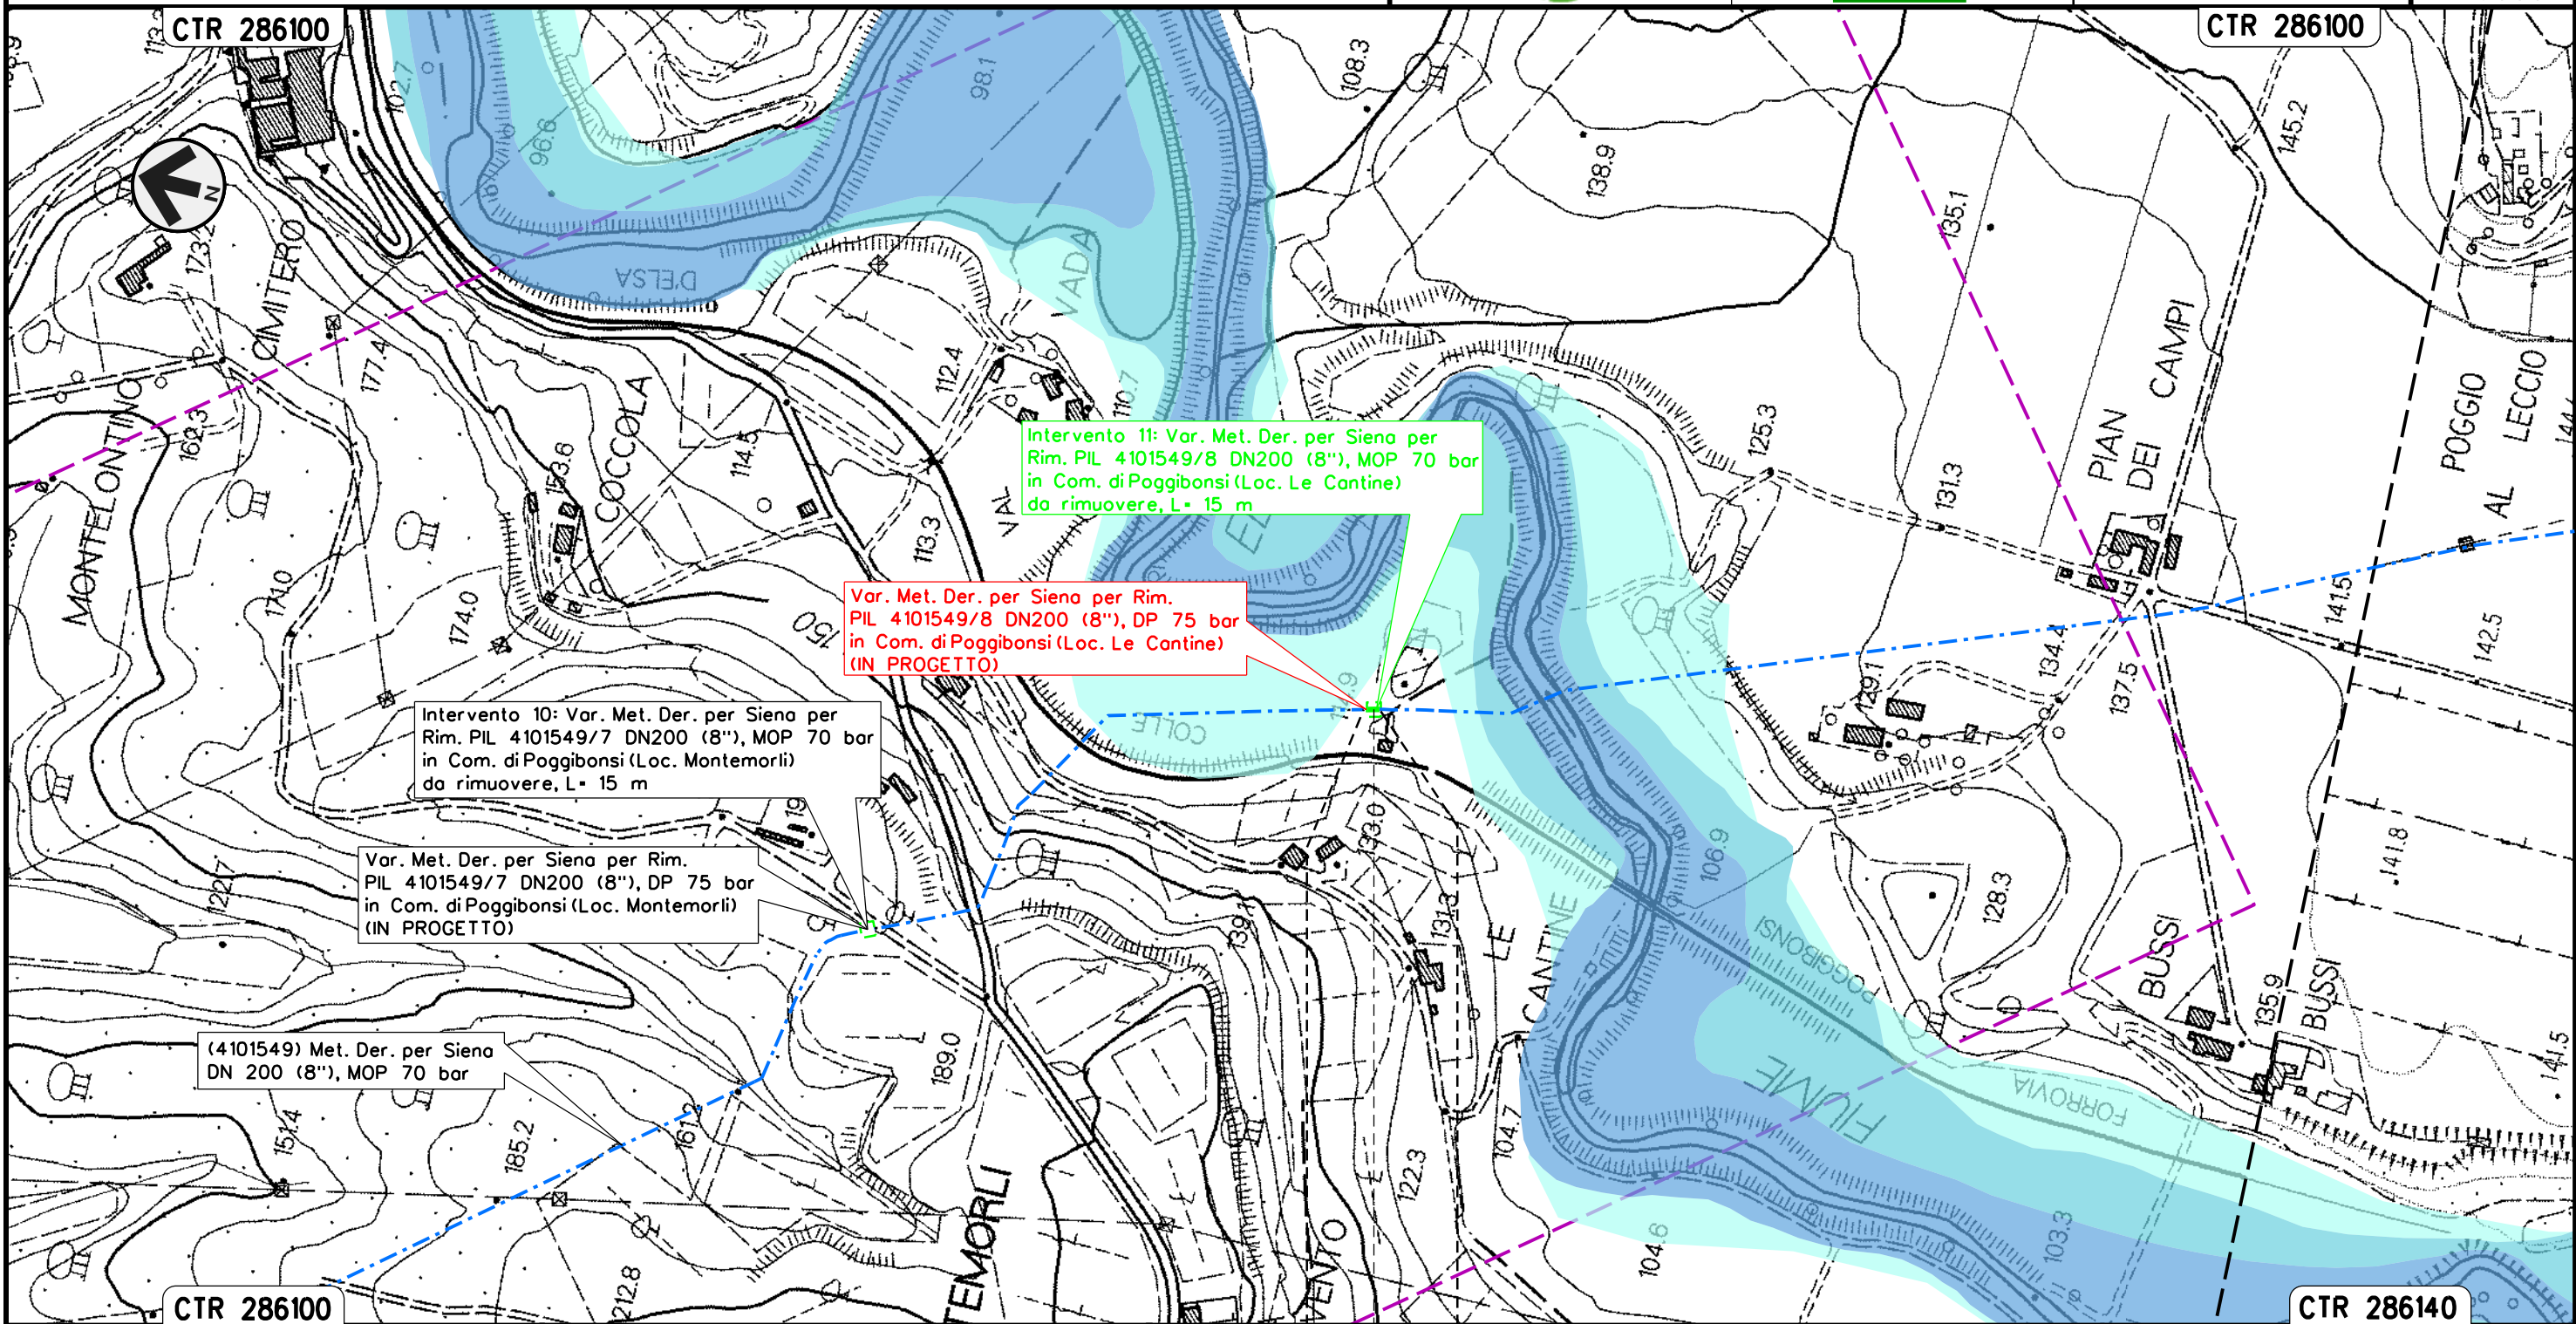 CTR 286100
CTR 286100
113.
102.7
98.1
108.3
145.2
96.6
138.9
135.1
N
173.2
CIMITERO
D'ELSA
VADA
177.4
112.4
110.7
PIAN
DEI CAMPI
POGGIO
AL LECCIO
MONTELONTINO
162.3
COCCOLA
153.6
114.5
125.3
131.3
Intervento 11: Var. Met. Der. per Siena per
Rim. PIL 4101549/8 DN200 (8"), MOP 70 bar
in Com. di Poggibonsi (Loc. Le Cantine)
da rimuovere, L= 15 m
VAL
113.3
171.0
174.0
150
Var. Met. Der. per Siena per Rim.
PIL 4101549/8 DN200 (8"), DP 75 bar
in Com. di Poggibonsi (Loc. Le Cantine)
(IN PROGETTO)
141.5
142.5
134.4
137.5
129.1
COLLE
Intervento 10: Var. Met. Der. per Siena per
Rim. PIL 4101549/7 DN200 (8"), MOP 70 bar
in Com. di Poggibonsi (Loc. Montemorli)
da rimuovere, L= 15 m
133.0
106.9
141.8
Var. Met. Der. per Siena per Rim.
PIL 4101549/7 DN200 (8"), DP 75 bar
in Com. di Poggibonsi (Loc. Montemorli)
(IN PROGETTO)
122.7
139.1
131.3
LE
CANTINE
128.3
POGGIBONSI
BUSSI
135.9
BUSSI
(4101549) Met. Der. per Siena
DN 200 (8"), MOP 70 bar
189.0
FIUME
FORROVIA
141.5
151.4
185.2
161.2
104.7
122.3
TEMORLI
VENTO
104.6
103.3
212.8
CTR 286100
CTR 286140